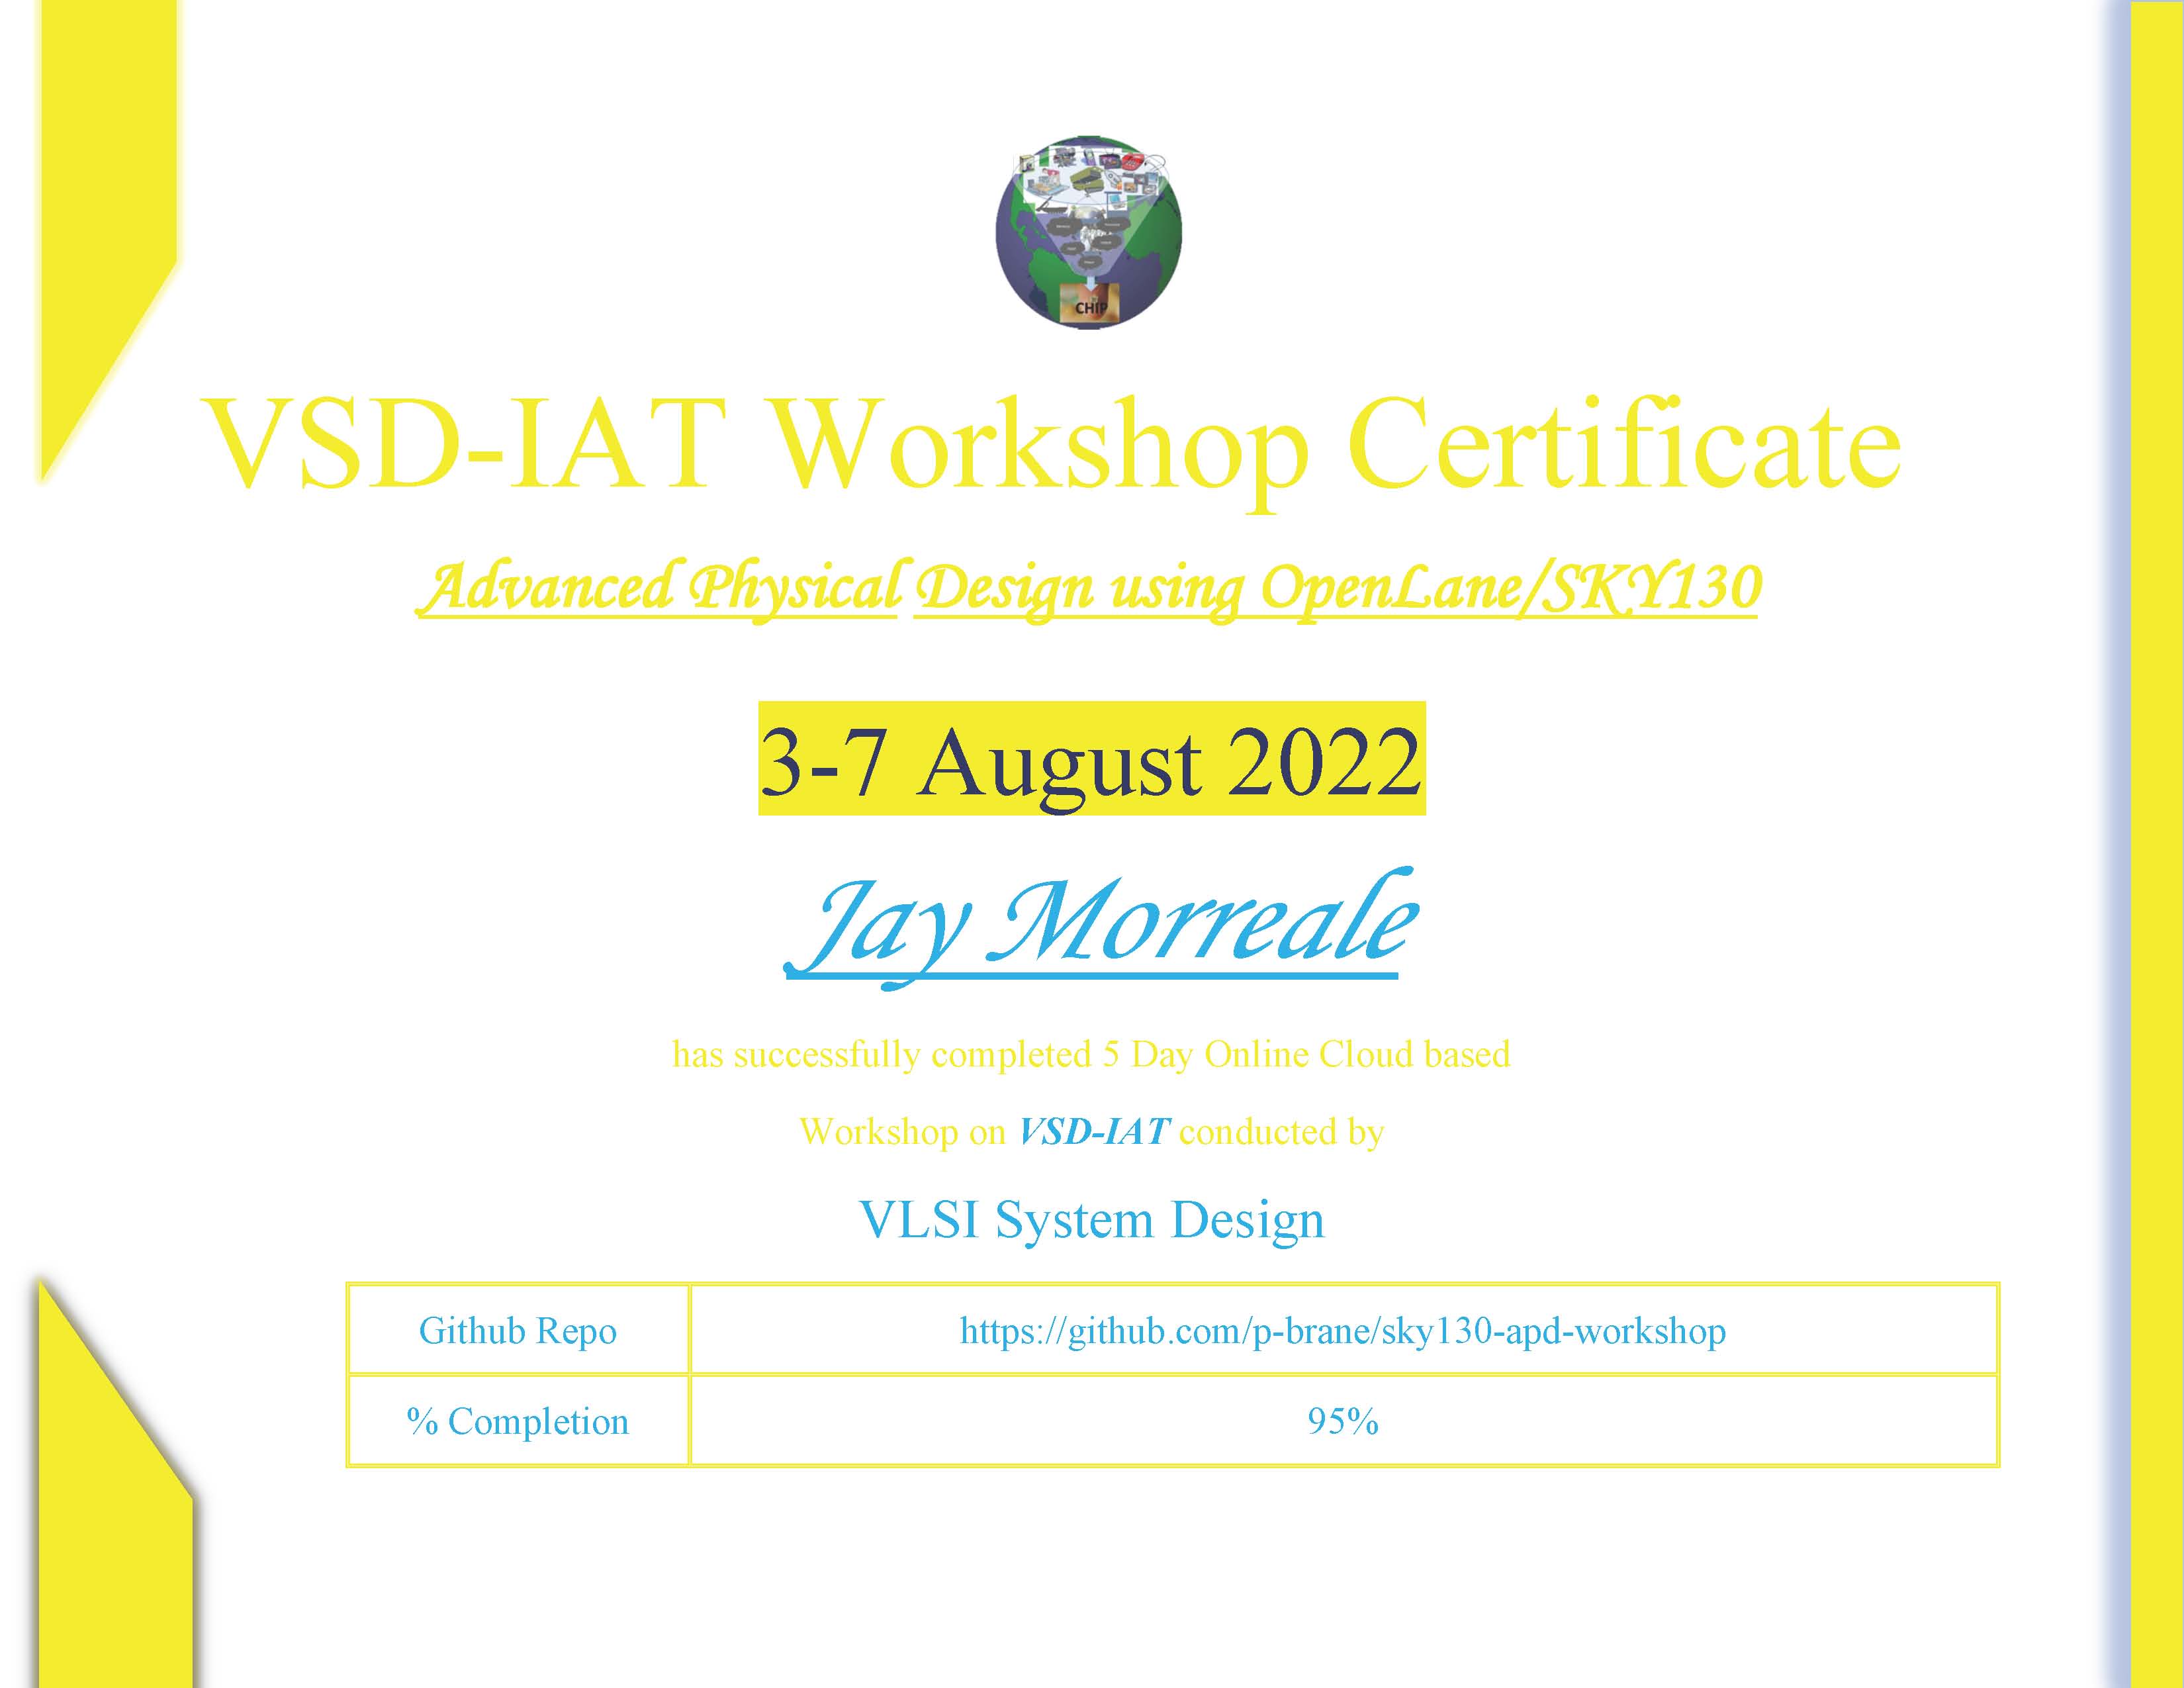 CHIP
VSD-IAT Workshop Certificate
Advanced Physical Design using OpenLane/SKY130
3-7 August 2022
Jay Morreale
has successfully completed 5 Day Online Cloud based
Workshop on VSD-IAT conducted by
VLSI System Design
Github Repo https://github.com/p-brane/sky130-apd-workshop
% Completion 95%